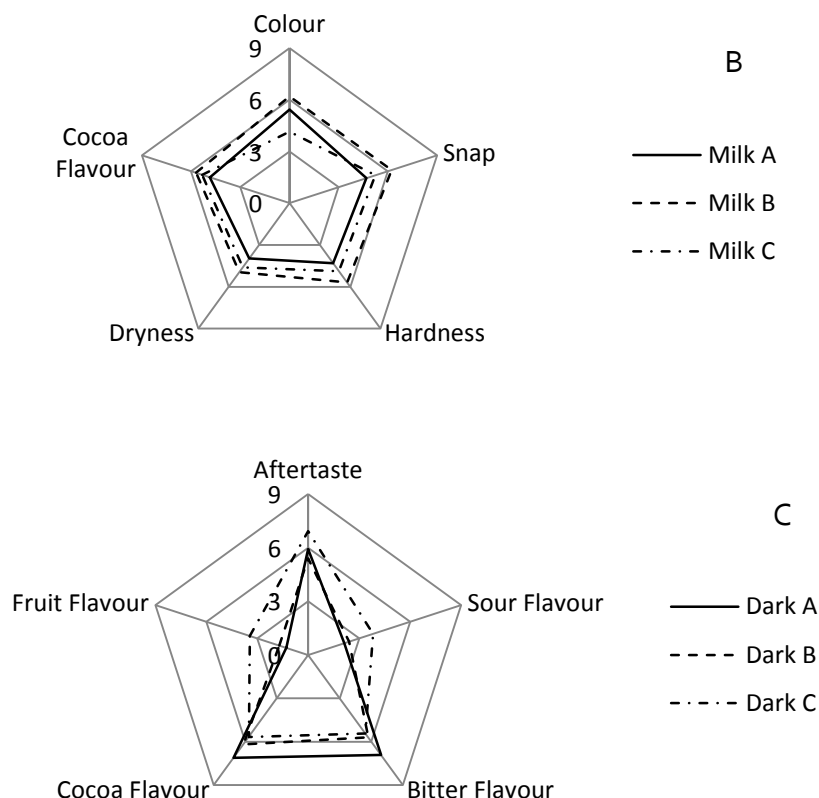 Colour
9
B
6
Cocoa
Flavour
3
Snap
Milk A
Milk B
0
Milk C
Dryness
Hardness
Aftertaste
9
C
6
Fruit Flavour
3
Sour Flavour
Dark A
0
Dark B
Dark C
Cocoa Flavour
Bitter Flavour